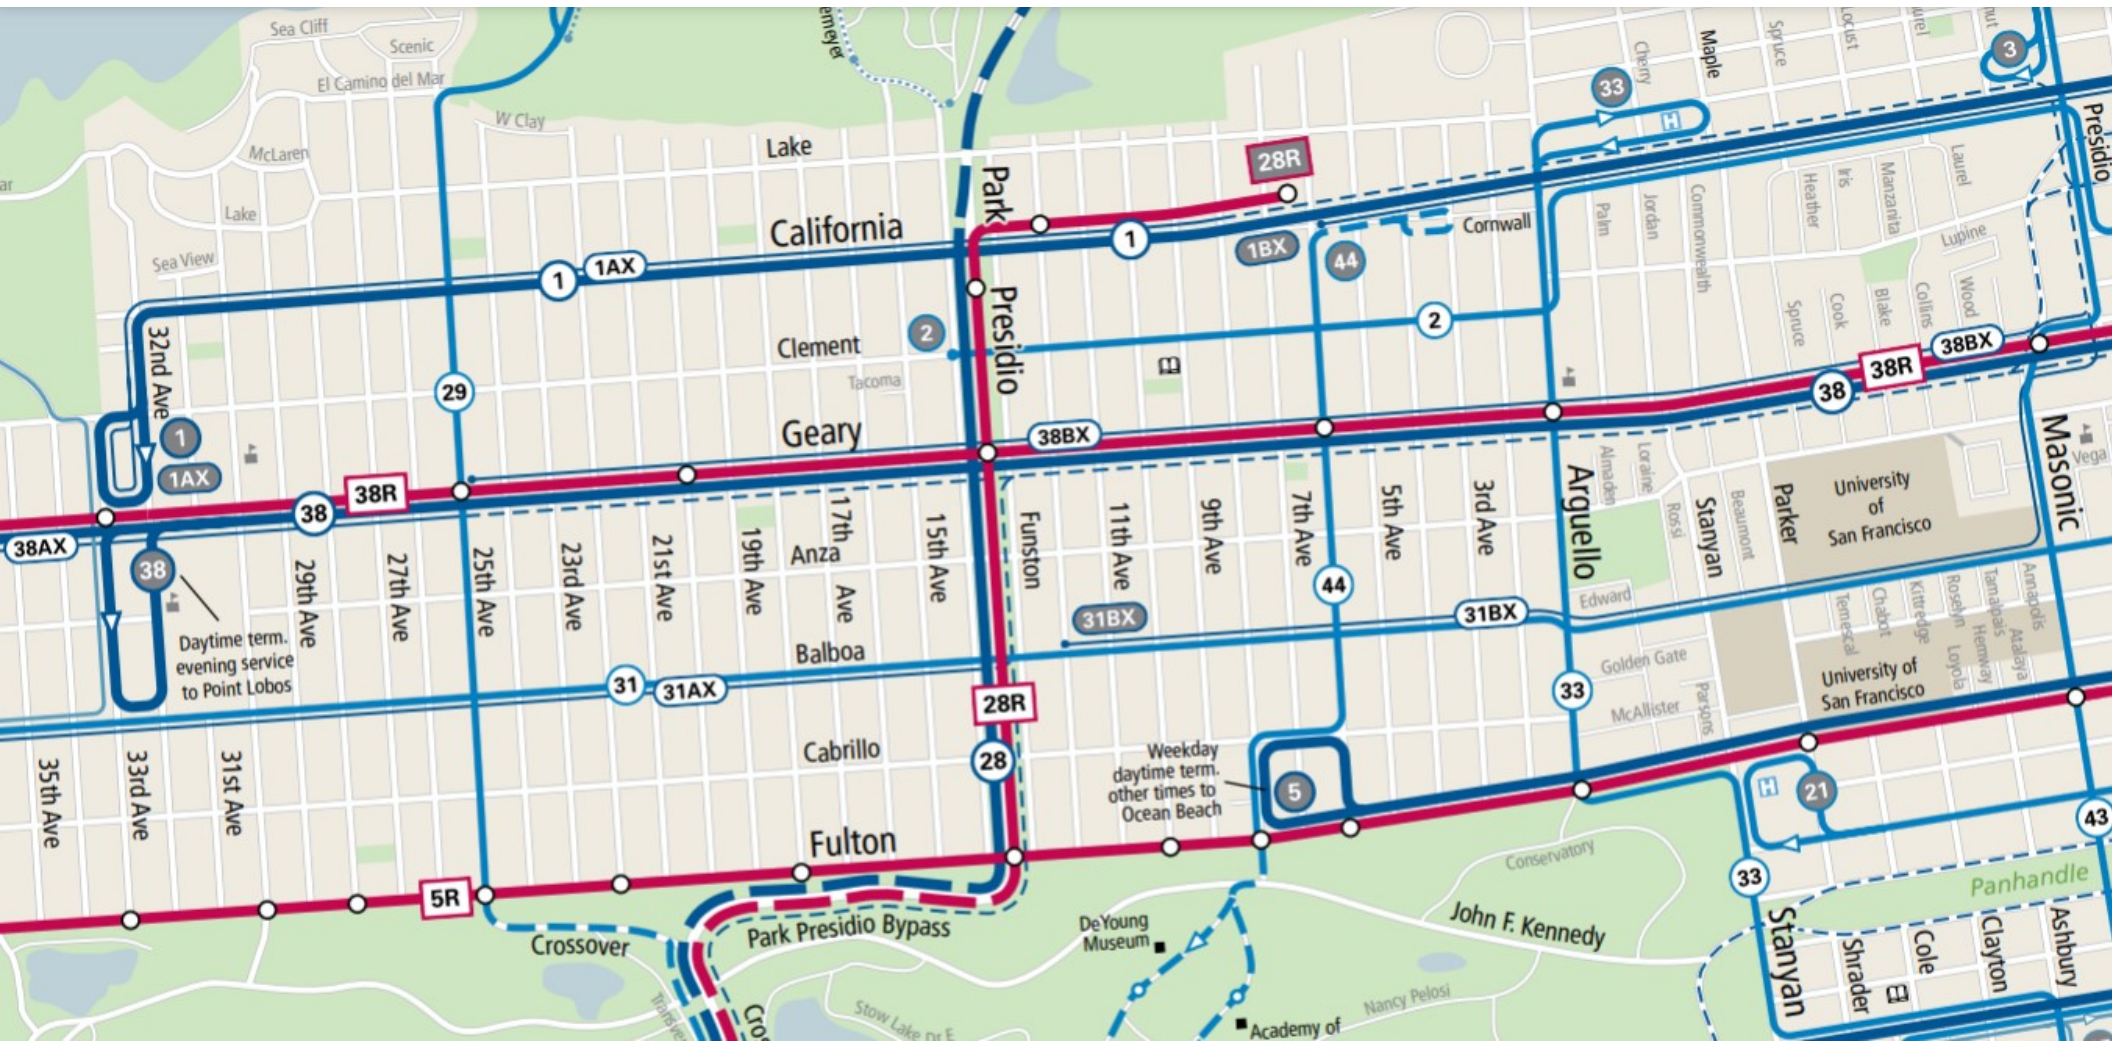 Sea Cliff
Scenic
El Camino del Mar
W Clay
McLaren
Lake
Sea View
Lake
California
Park
Presidio
28R
33
Cherry
Maple
Spruce
Locust
3
Presidio
1
1AX
1
1BX
44
Cornwall
Palm
Jordan
Commonwealth
Heather
Iris
Manzanita
Laurel
Lupine
Wood
Collins
Blake
Cook
Spruce
32nd Ave
1
1AX
29
Clement
Tacoma
2
2
Geary
38BX
38
38R
38BX
38R
38
38AX
38
Daytime term.
evening service
to Point Lobos
29th Ave
27th Ave
25th Ave
23rd Ave
21st Ave
19th Ave
17th
Ave
Anza
15th Ave
Funston
11th Ave
9th Ave
7th Ave
5th Ave
3rd Ave
Arguello
Almaden
Loraine
Rossi
Stanyan
Beaumont
Parker
University
of
San Francisco
Masonic
Vega
44
31BX
31BX
Edward
Temescal
Chabot
Kittredge
Roselyn
Tamalpais
Annapolis
Loyola
Hemway
Atalaya
Balboa
31
31AX
28R
33
Golden Gate
McAllister
Parsons
University of
San Francisco
35th Ave
33rd Ave
31st Ave
Cabrillo
28
Weekday
daytime term.
other times to
Ocean Beach
5
21
43
Fulton
5R
Crossover
Park Presidio Bypass
DeYoung
Museum
John F. Kennedy
Conservatory
33
Panhandle
Stanyan
Shrader
Cole
Clayton
Ashbury
Stow Lake Dr E
Nancy Pelosi
Academy of